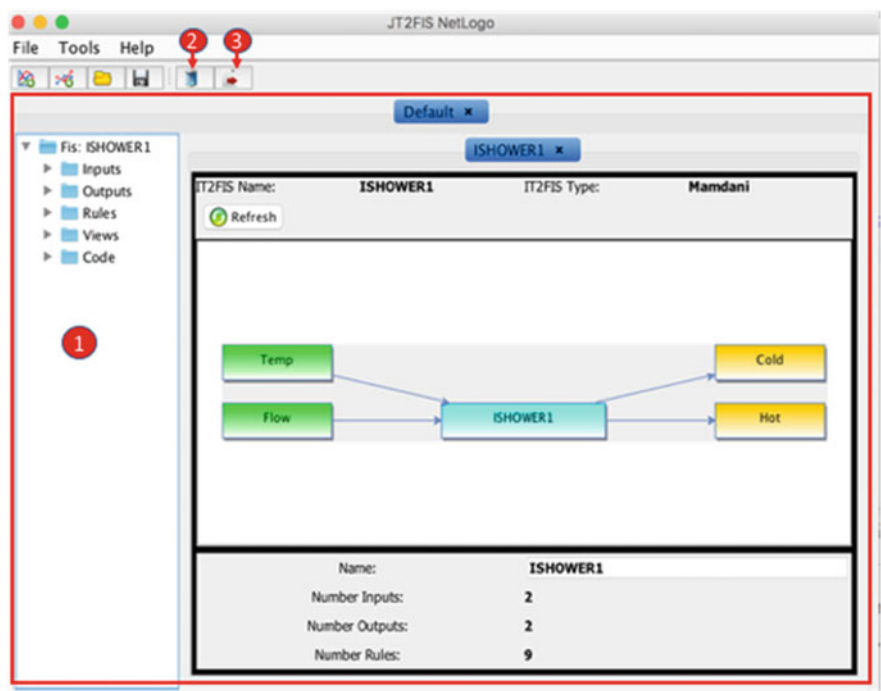 JT2FIS NetLogo
File Tools Help
2 3
Default ×
Fis: ISHOWER1
Inputs
Outputs
Rules
Views
Code
1
ISHOWER1 ×
IT2FIS Name: ISHOWER1 IT2FIS Type: Mamdani
Refresh
Temp
Flow
ISHOWER1
Cold
Hot
Name: ISHOWER1
Number Inputs: 2
Number Outputs: 2
Number Rules: 9